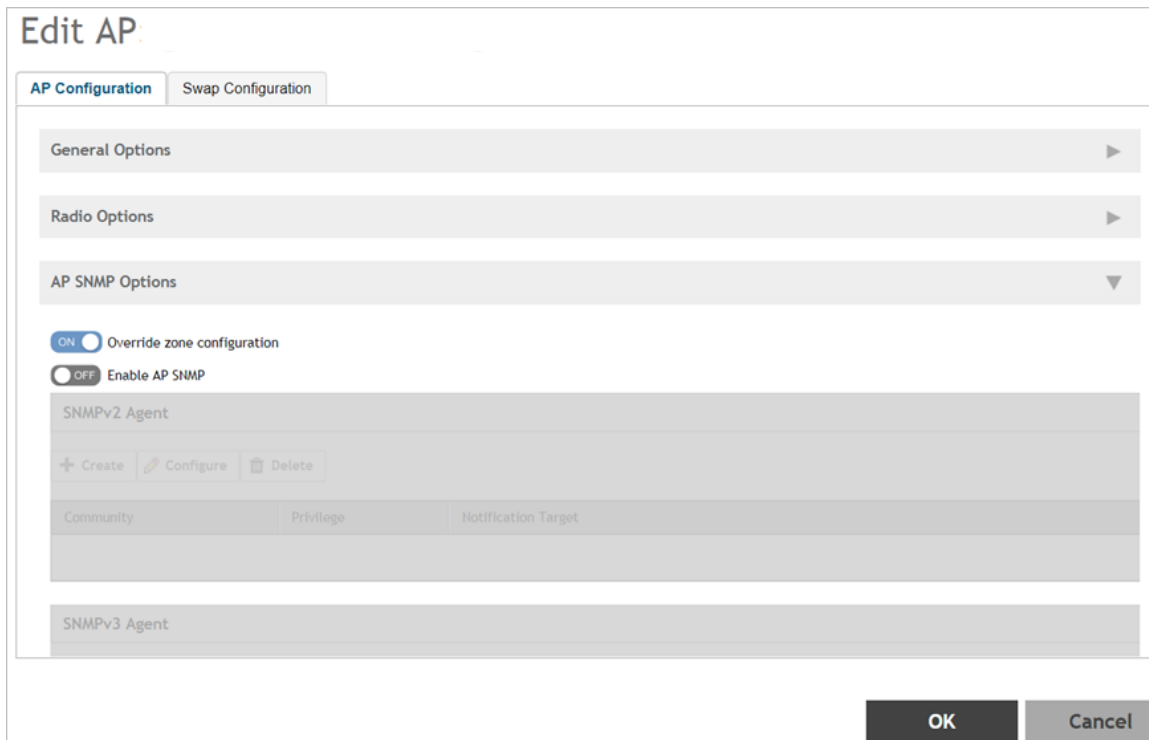 Edit AP:
AP Configuration Swap Configuration
General Options
Radio Options
AP SNMP Options
ON Override zone configuration
OFF Enable AP SNMP
SNMPv2 Agent
Create Configure Delete
Community Privilege Notification Target
SNMPv3 Agent
OK Cancel